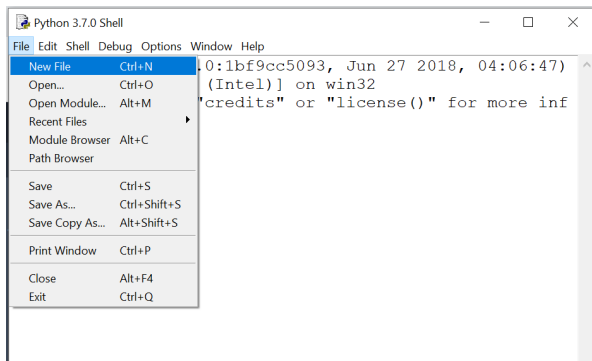 Python 3.7.0 Shell
File Edit Shell Debug Options Window Help
.0:1bf9cc5093, Jun 27 2018, 04:06:47)
(Intel)] on win32
"credits" or "license()" for more inf
New File Ctrl+N
Open... Ctrl+O
Open Module... Alt+M
Recent Files
Module Browser Alt+C
Path Browser
Save Ctrl+S
Save As... Ctrl+Shift+S
Save Copy As... Alt+Shift+S
Print Window Ctrl+P
Close Alt+F4
Exit Ctrl+Q